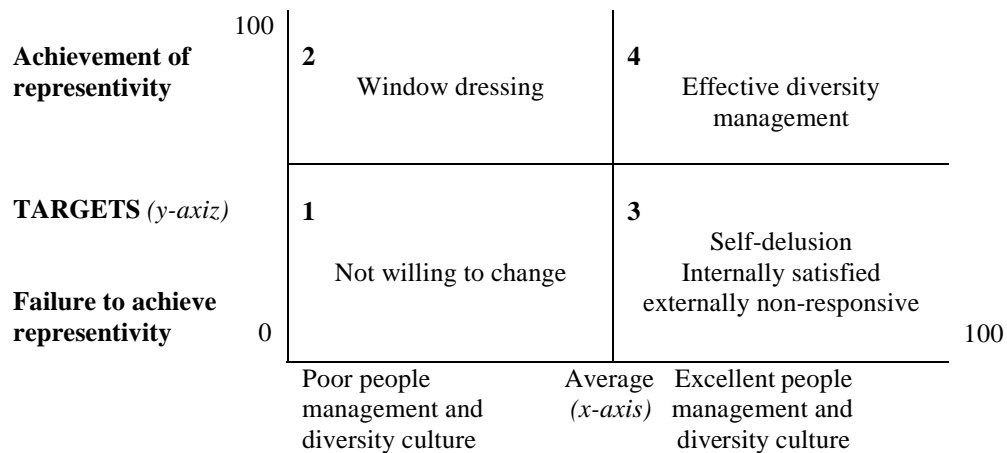 100
Achievement of
representivity
2
Window dressing
4
Effective diversity
management
TARGETS (y-axiz)
1
Not willing to change
3
Self-delusion
Internally satisfied
externally non-responsive
Failure to achieve
representivity
0
100
Poor people
management and
diversity culture
Average
(x-axis)
Excellent people
management and
diversity culture